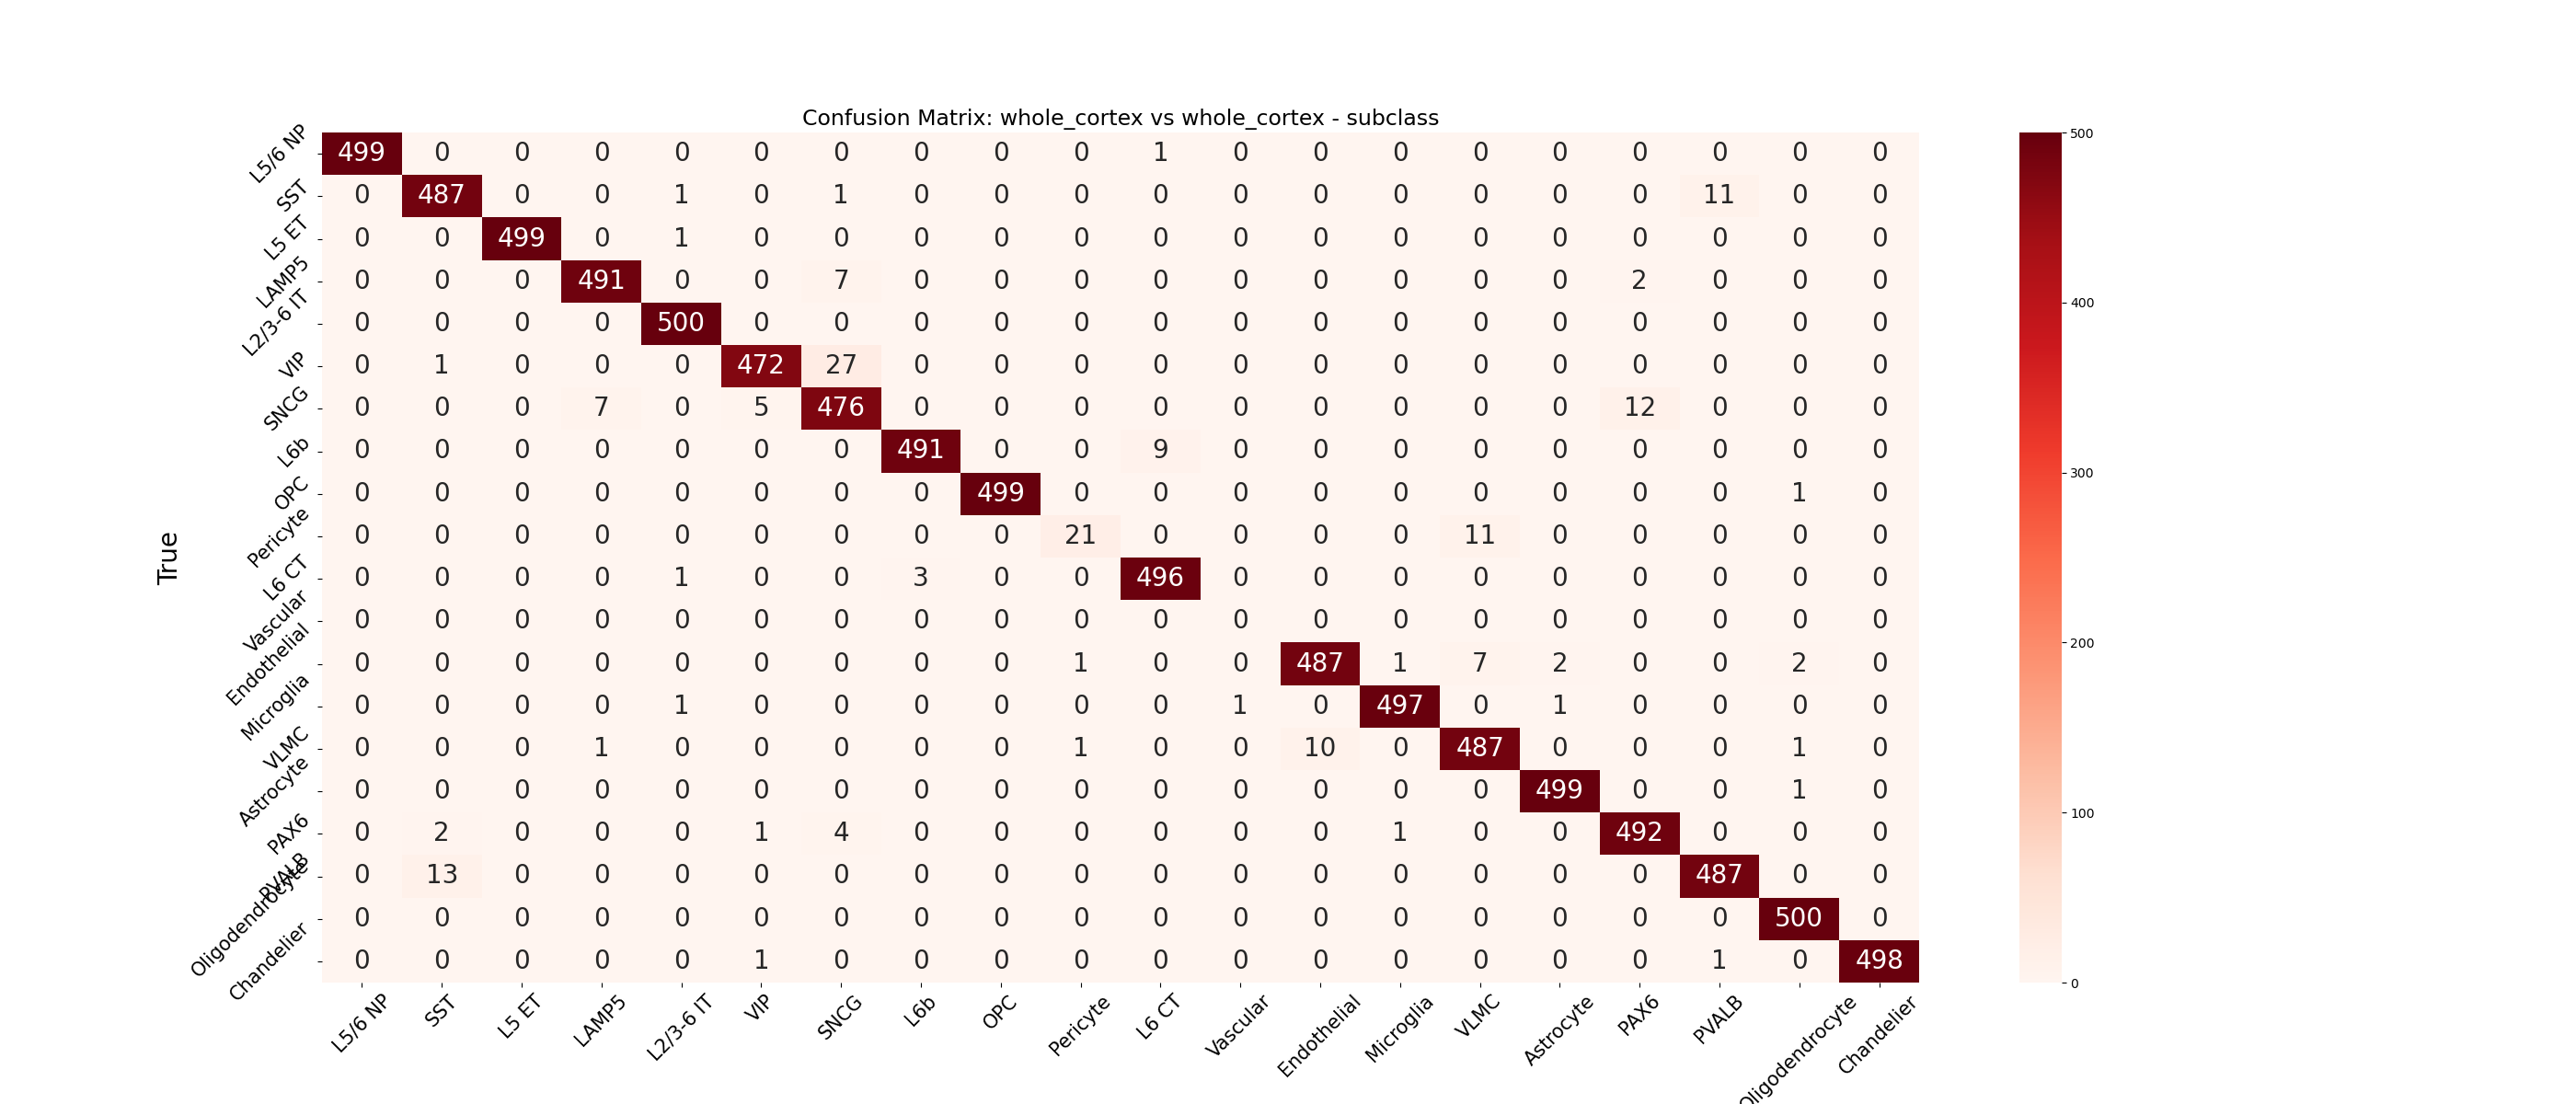 Confusion Matrix: whole_cortex vs whole_cortex - subclass
L5/6 NP 499 0 0 0 0 0 0 0 0 0 1 0 0 0 0 0 0 0 0 0
SST 0 487 0 0 1 0 1 0 0 0 0 0 0 0 0 0 0 11 0 0
L5 ET 0 0 499 0 1 0 0 0 0 0 0 0 0 0 0 0 0 0 0 0
LAMP5 0 0 0 491 0 0 7 0 0 0 0 0 0 0 0 0 2 0 0 0
L2/3-6 IT 0 0 0 0 500 0 0 0 0 0 0 0 0 0 0 0 0 0 0 0
VIP 0 1 0 0 0 472 27 0 0 0 0 0 0 0 0 0 0 0 0 0
SNCG 0 0 0 7 0 5 476 0 0 0 0 0 0 0 0 0 12 0 0 0
L6b 0 0 0 0 0 0 0 491 0 0 9 0 0 0 0 0 0 0 0 0
OPC 0 0 0 0 0 0 0 0 499 0 0 0 0 0 0 0 0 0 1 0
Pericyte 0 0 0 0 0 0 0 0 0 21 0 0 0 0 11 0 0 0 0 0
L6 CT 0 0 0 0 1 0 0 3 0 0 496 0 0 0 0 0 0 0 0 0
Vascular 0 0 0 0 0 0 0 0 0 0 0 0 0 0 0 0 0 0 0 0
Endothelial 0 0 0 0 0 0 0 0 0 1 0 0 487 1 7 2 0 0 2 0
Microglia 0 0 0 0 1 0 0 0 0 0 0 1 0 497 0 1 0 0 0 0
VLMC 0 0 0 1 0 0 0 0 0 1 0 0 10 0 487 0 0 0 1 0
Astrocyte 0 0 0 0 0 0 0 0 0 0 0 0 0 0 0 499 0 0 1 0
PAX6 0 2 0 0 0 1 4 0 0 0 0 0 0 1 0 0 492 0 0 0
PVALB 0 13 0 0 0 0 0 0 0 0 0 0 0 0 0 0 0 487 0 0
Oligodendrocyte 0 0 0 0 0 0 0 0 0 0 0 0 0 0 0 0 0 0 500 0
Chandelier 0 0 0 0 0 1 0 0 0 0 0 0 0 0 0 0 0 1 0 498
L5/6 NP SST L5 ET LAMP5 L2/3-6 IT VIP SNCG L6b OPC Pericyte L6 CT Vascular Endothelial Microglia VLMC Astrocyte PAX6 PVALB Oligodendrocyte Chandelier
True
500
400
300
200
100
0